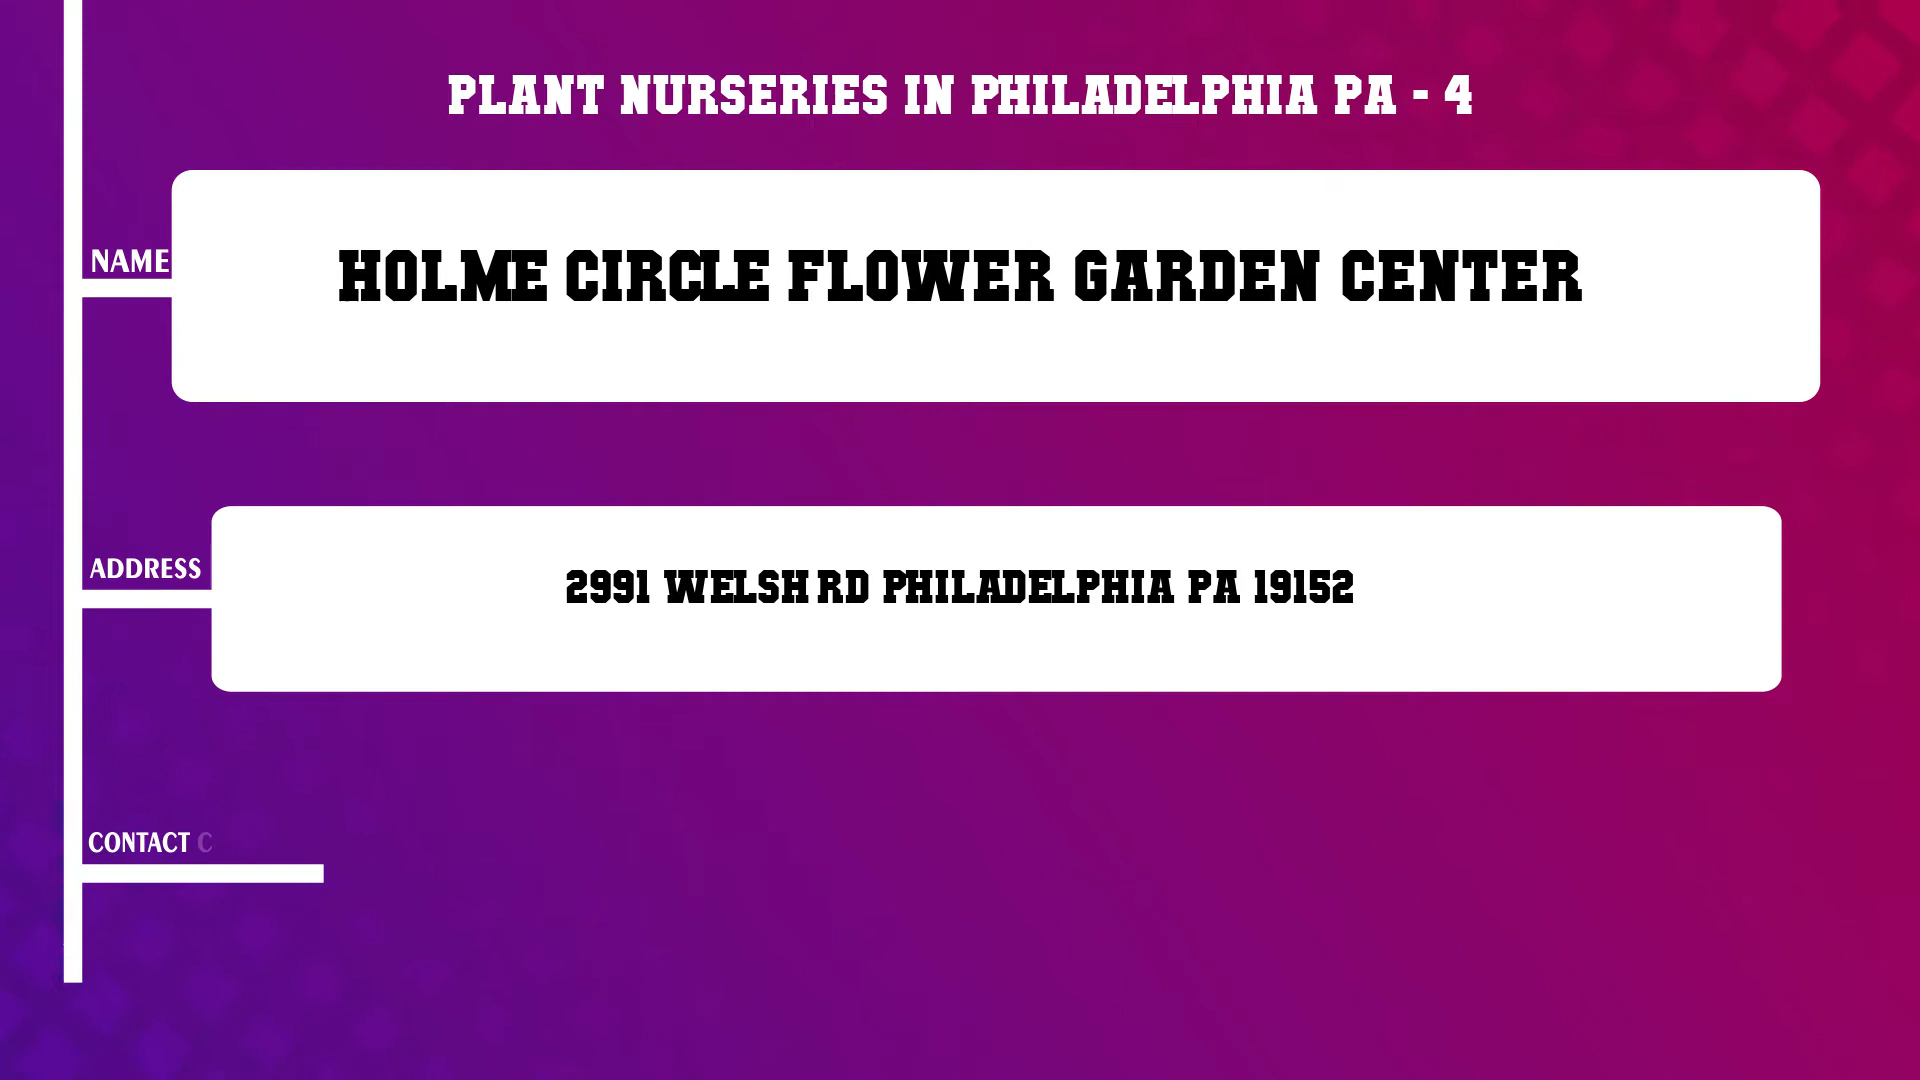 PLANT NURSERIES IN PHILADELPHIA PA - 4
NAME
HOLME CIRCLE FLOWER GARDEN CENTER
ADDRESS
2991 WELSH RD PHILADELPHIA PA 19152
CONTACT C